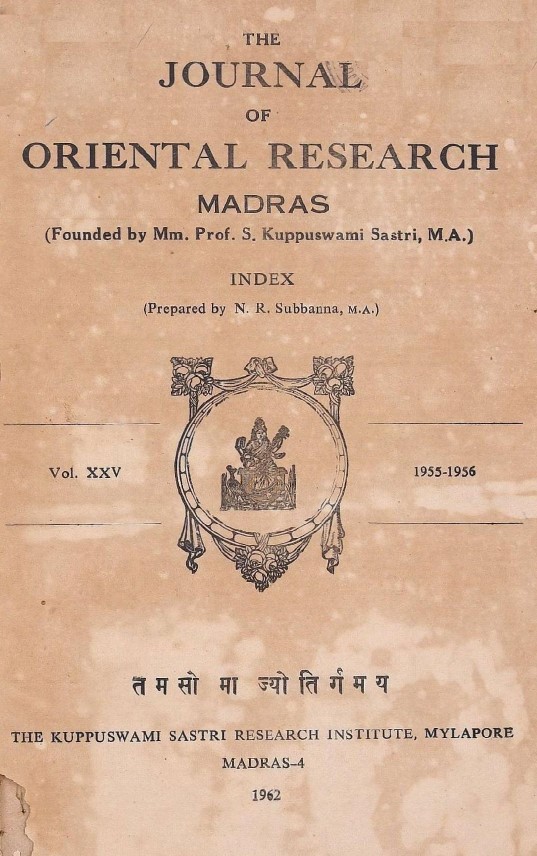 THE
JOURNAL
OF
ORIENTAL RESEARCH
MADRAS
(Founded by Mm. Prof. S. Kuppuswami Sastri, M.A.)
INDEX
(Prepared by N. R. Subbanna, M.A.)
Vol. XXV
1955-1956
तमसो मा ज्योतिर्गमय
THE KUPPUSWAMI SASTRI RESEARCH INSTITUTE, MYLAPORE
MADRAS-4
1962